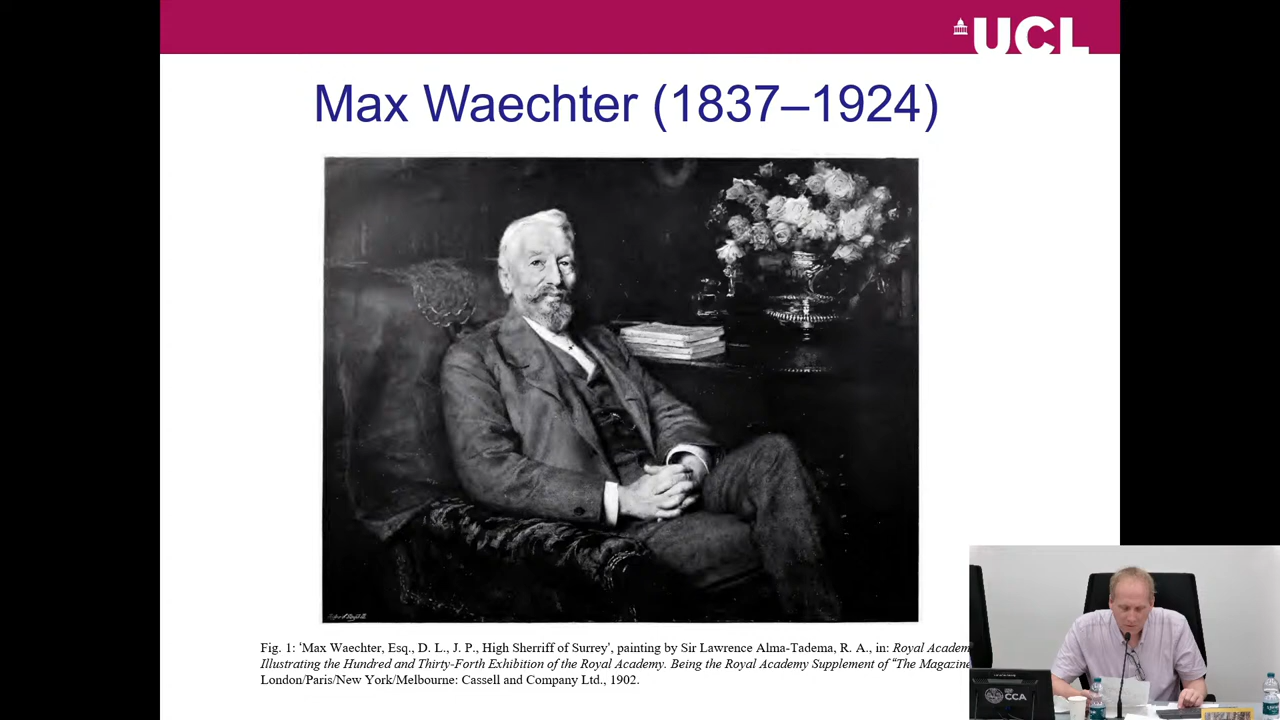 UCL
Max Waechter (1837–1924)
Fig. 1: ‘Max Waechter, Esq., D. L., J. P., High Sherriff of Surrey’, painting by Sir Lawrence Alma-Tadema, R. A., in: Royal Academ
Illustrating the Hundred and Thirty-Forth Exhibition of the Royal Academy. Being the Royal Academy Supplement of “The Magazine
London/Paris/New York/Melbourne: Cassell and Company Ltd., 1902.
CCA